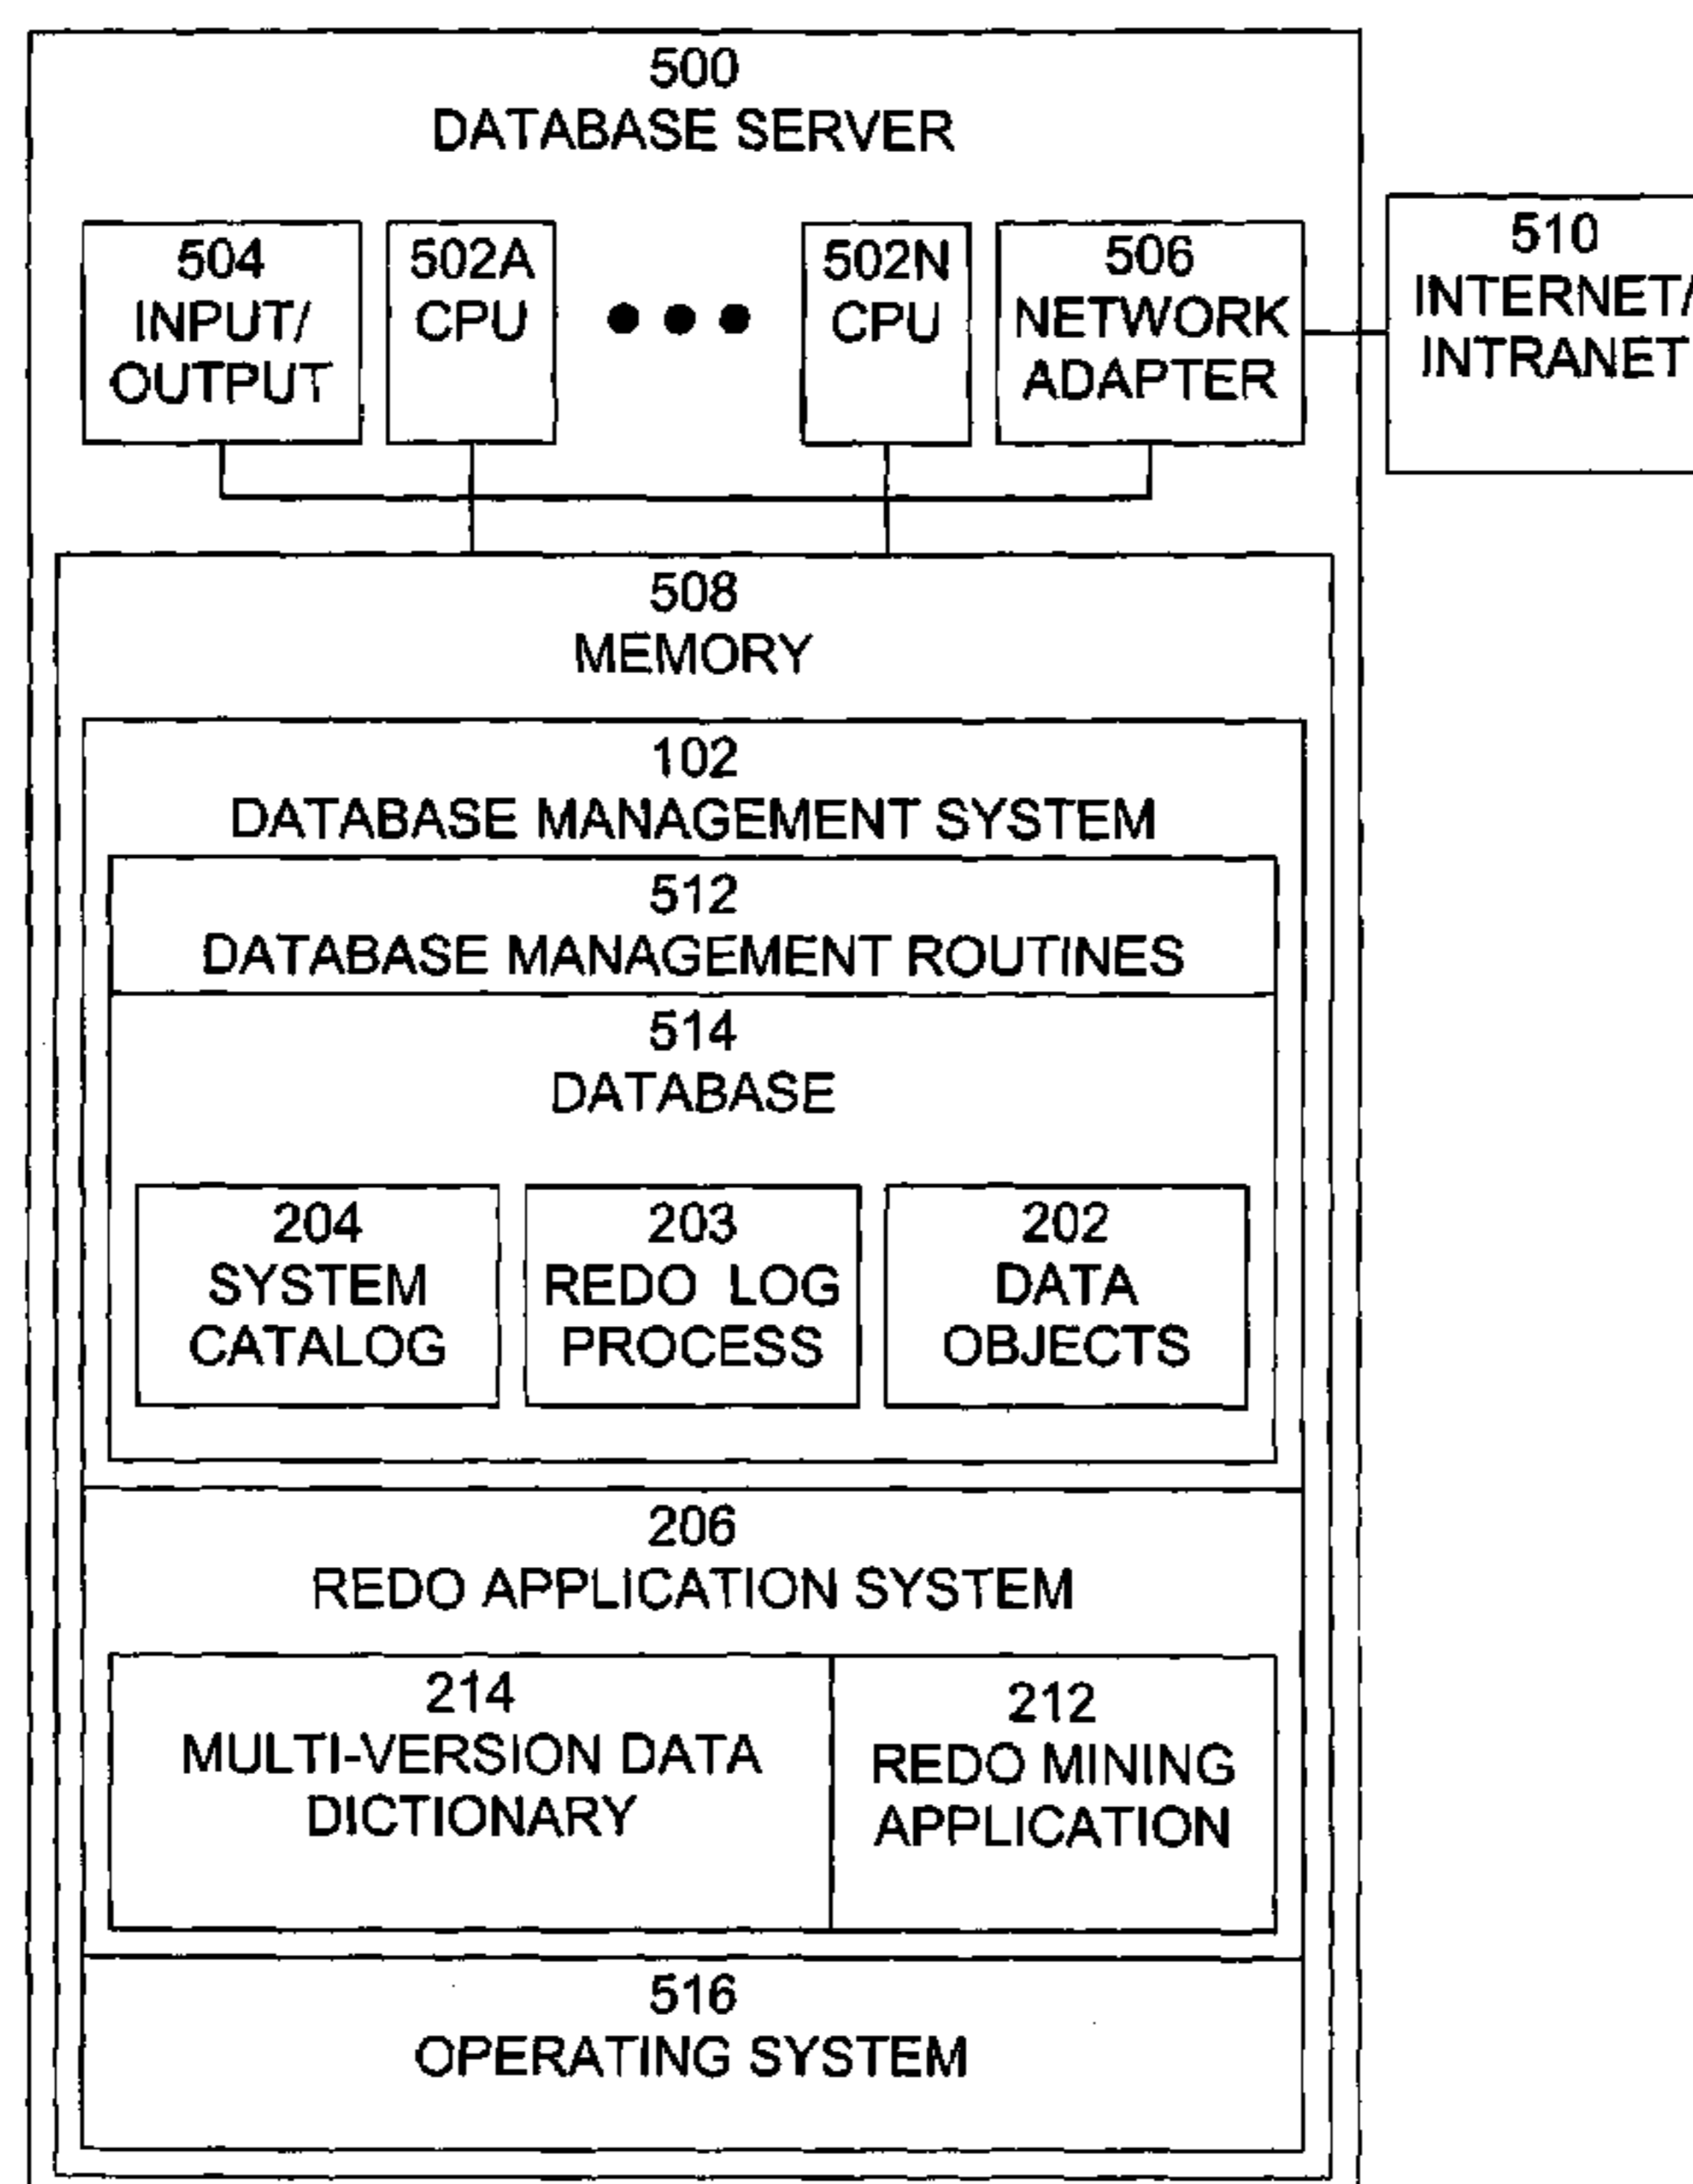 500
DATABASE SERVER
504
INPUT/
OUTPUT
502A
CPU
502N
CPU
506
NETWORK
ADAPTER
510
INTERNET/
INTRANET
508
MEMORY
102
DATABASE MANAGEMENT SYSTEM
512
DATABASE MANAGEMENT ROUTINES
514
DATABASE
204
SYSTEM
CATALOG
203
REDO LOG
PROCESS
202
DATA
OBJECTS
206
REDO APPLICATION SYSTEM
214
MULTI-VERSION DATA
DICTIONARY
212
REDO MINING
APPLICATION
516
OPERATING SYSTEM